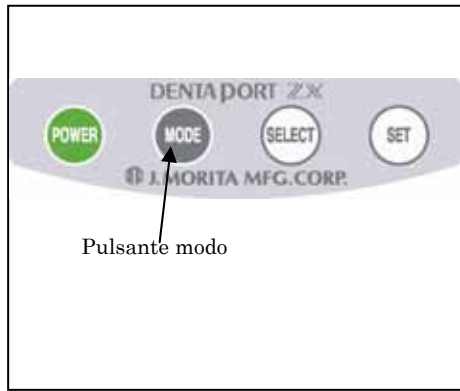 DENTAPORT ZX
POWER MODE SELECT SET
J. MORITA MFG. CORP.
Pulsante modo